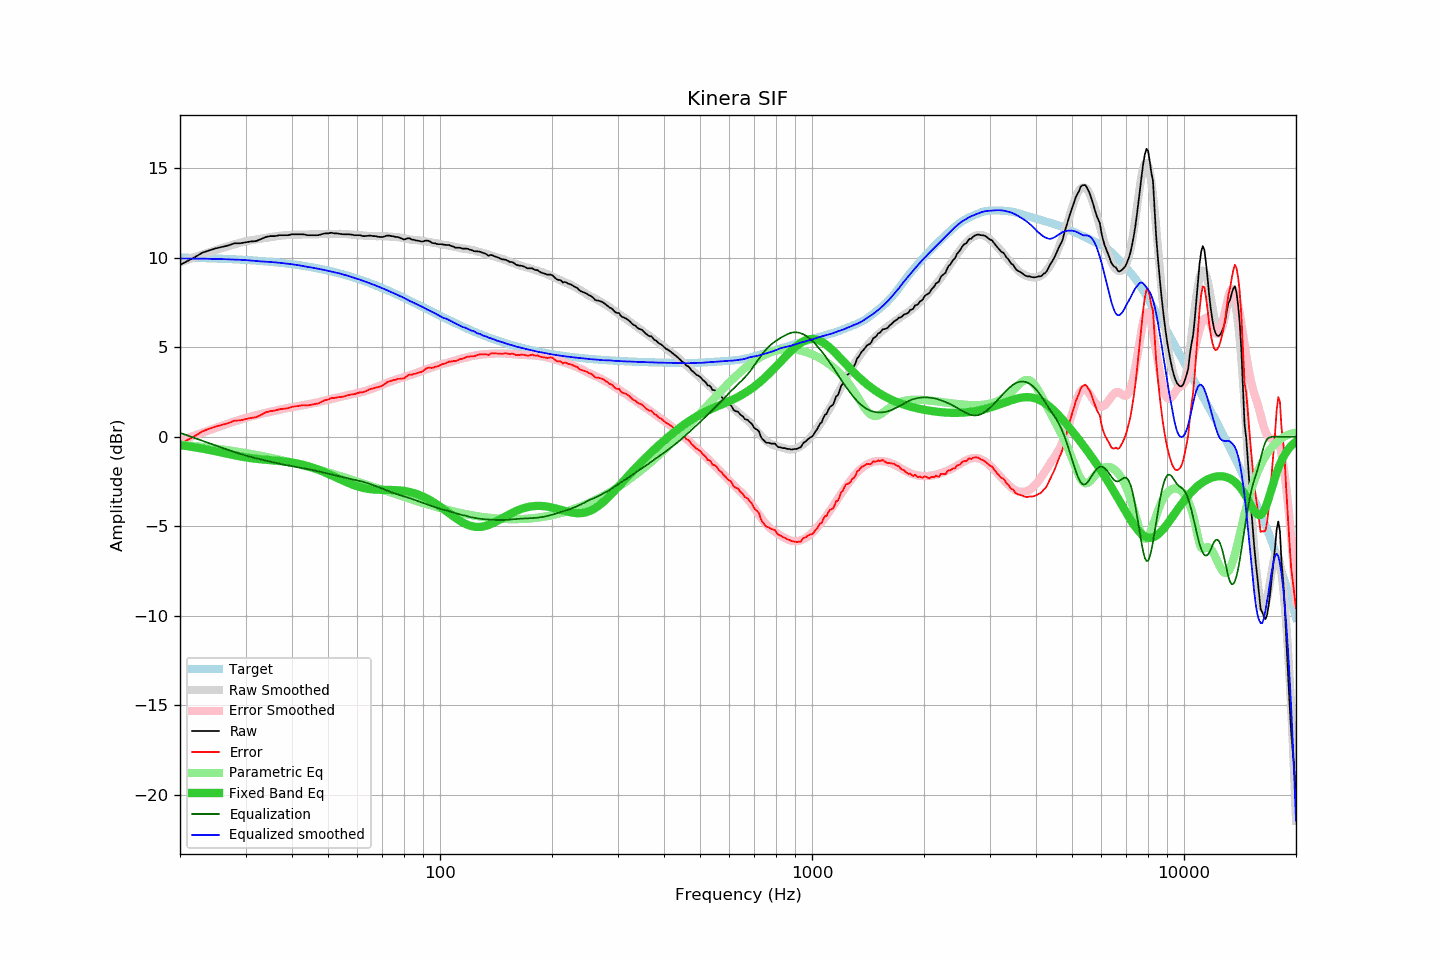 Kinera SIF
Amplitude (dBr)
15
10
5
0
−5
−10
−15
−20
Target
Raw Smoothed
Error Smoothed
Raw
Error
Parametric Eq
Fixed Band Eq
Equalization
Equalized smoothed
100
1000
10000
Frequency (Hz)